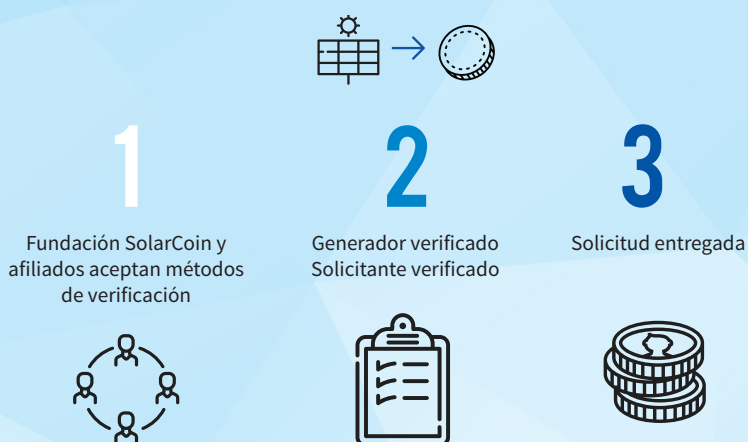 1
Fundación SolarCoin y
afiliados aceptan métodos
de verificación
2
Generador verificado
Solicitante verificado
3
Solicitud entregada